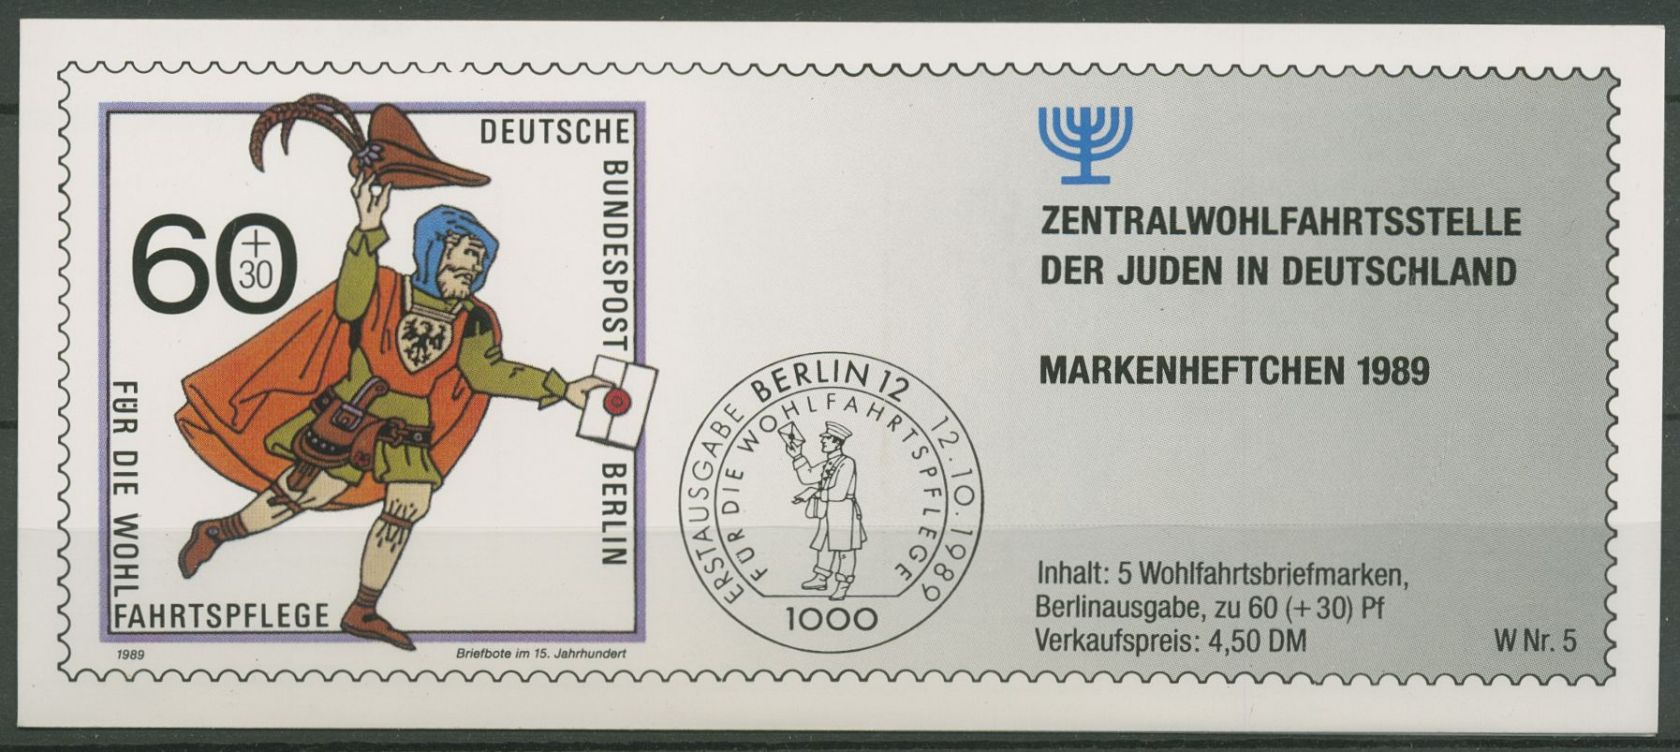 DEUTSCHE
BUNDESPOST BERLIN
60
+
30
FÜR DIE WOHL
FAHRTSPFLEGE
1989
Briefbote im 15. Jahrhundert
ERSTAUSGABE BERLIN 12 12.10.1989
FÜR DIE WOHLFAHRTSPFLEGE
1000
ZENTRALWOHLFAHRTSSTELLE
DER JUDEN IN DEUTSCHLAND
MARKENHEFTCHEN 1989
Inhalt: 5 Wohlfahrtsbriefmarken,
Berlinausgabe, zu 60 (+30) Pf
Verkaufspreis: 4,50 DM
W Nr. 5